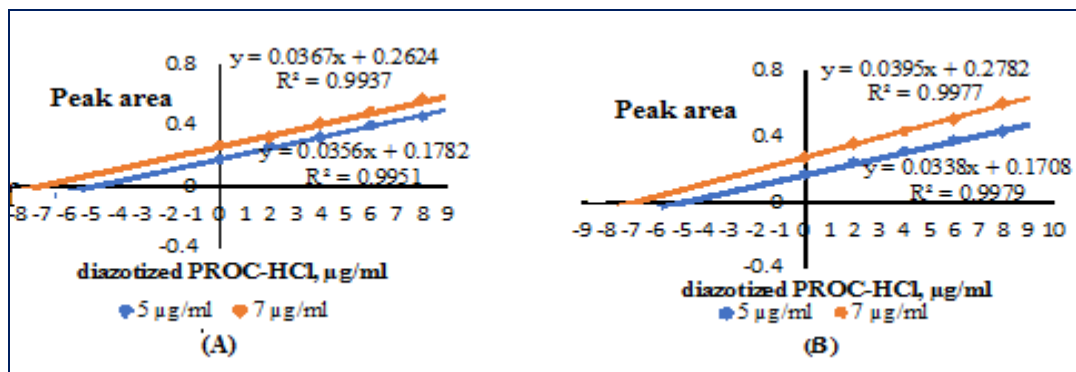 y = 0.0367x + 0.2624
R² = 0.9937
0.8
Peak area
0.4
y = 0.0356x + 0.1782
R² = 0.9951
0
-8 -7 -6 -5 -4 -3 -2 -1 0 1 2 3 4 5 6 7 8 9
-0.4
diazotized PROC-HCl, µg/ml
5 µg/ml 7 µg/ml
(A)
y = 0.0395x + 0.2782
R² = 0.9977
0.8
Peak area
0.4
y = 0.0338x + 0.1708
R² = 0.9979
0
-9 -8 -7 -6 -5 -4 -3 -2 -1 0 1 2 3 4 5 6 7 8 9 10
-0.4
diazotized PROC-HCl, µg/ml
5 µg/ml 7 µg/ml
(B)